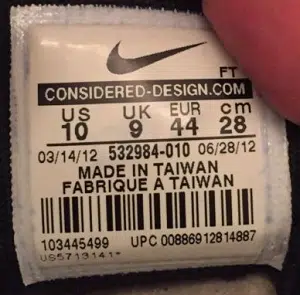 FT
CONSIDERED-DESIGN.COM
US UK EUR cm
10 9 44 28
03/14/12 532984-010 06/28/12
MADE IN TAIWAN
FABRIQUE A TAIWAN
103445499 UPC 00886912814887
US5713141*